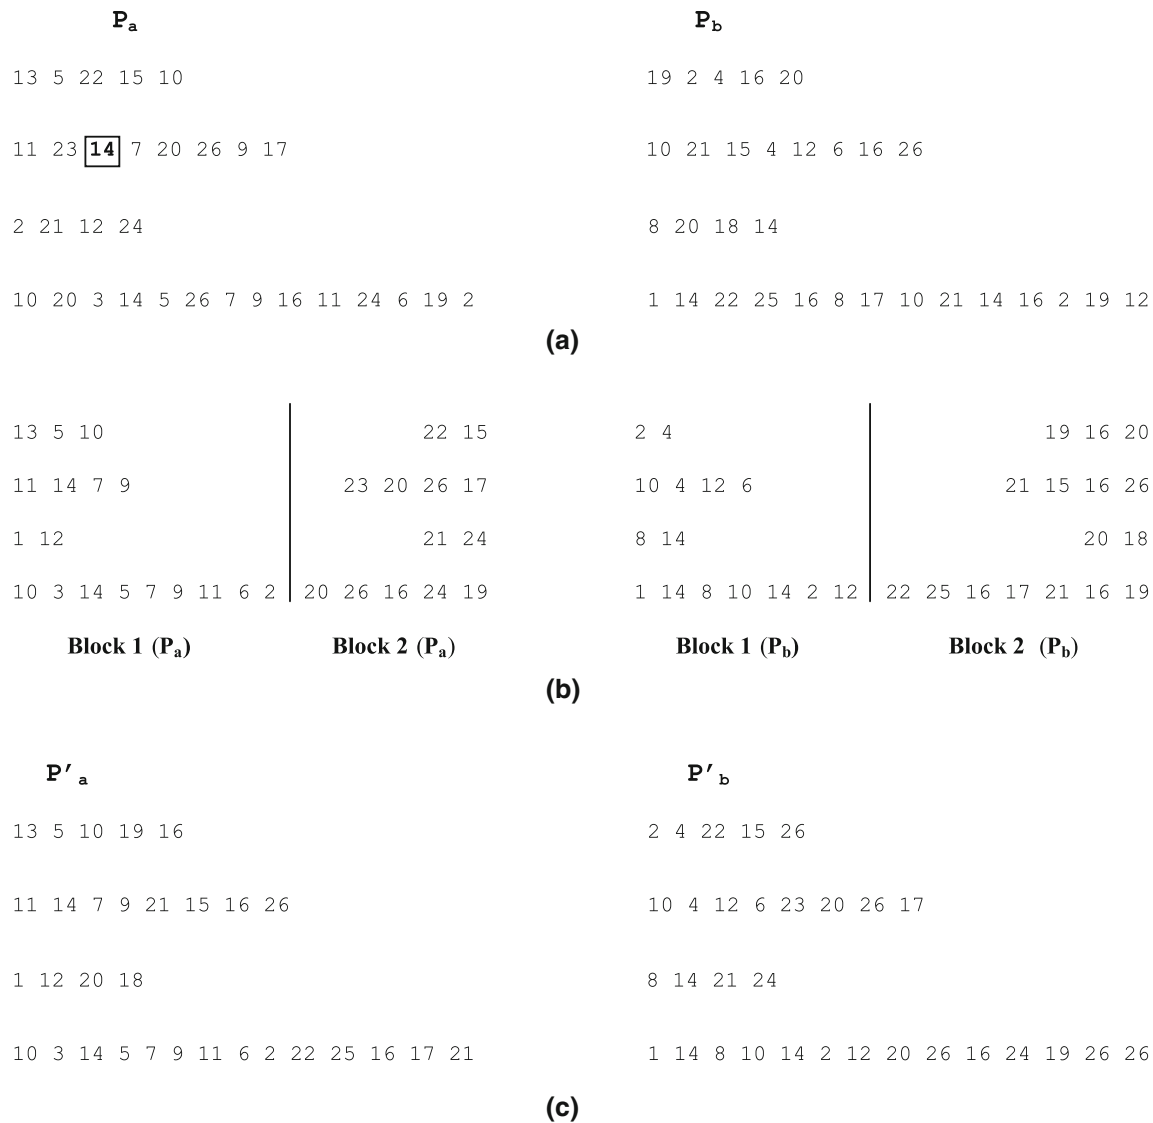 Pa Pb
13 5 22 15 10 19 2 4 16 20
11 23 14 7 20 26 9 17 10 21 15 4 12 6 16 26
2 21 12 24 8 20 18 14
10 20 3 14 5 26 7 9 16 11 24 6 19 2 1 14 22 25 16 8 17 10 21 14 16 2 19 12
(a)
13 5 10 22 15 2 4 19 16 20
11 14 7 9 23 20 26 17 10 4 12 6 21 15 16 26
1 12 21 24 8 14 20 18
10 3 14 5 7 9 11 6 2 20 26 16 24 19 1 14 8 10 14 2 12 22 25 16 17 21 16 19
Block 1 (Pa) Block 2 (Pa) Block 1 (Pb) Block 2 (Pb)
(b)
P'a P'b
13 5 10 19 16 2 4 22 15 26
11 14 7 9 21 15 16 26 10 4 12 6 23 20 26 17
1 12 20 18 8 14 21 24
10 3 14 5 7 9 11 6 2 22 25 16 17 21 1 14 8 10 14 2 12 20 26 16 24 19 26 26
(c)